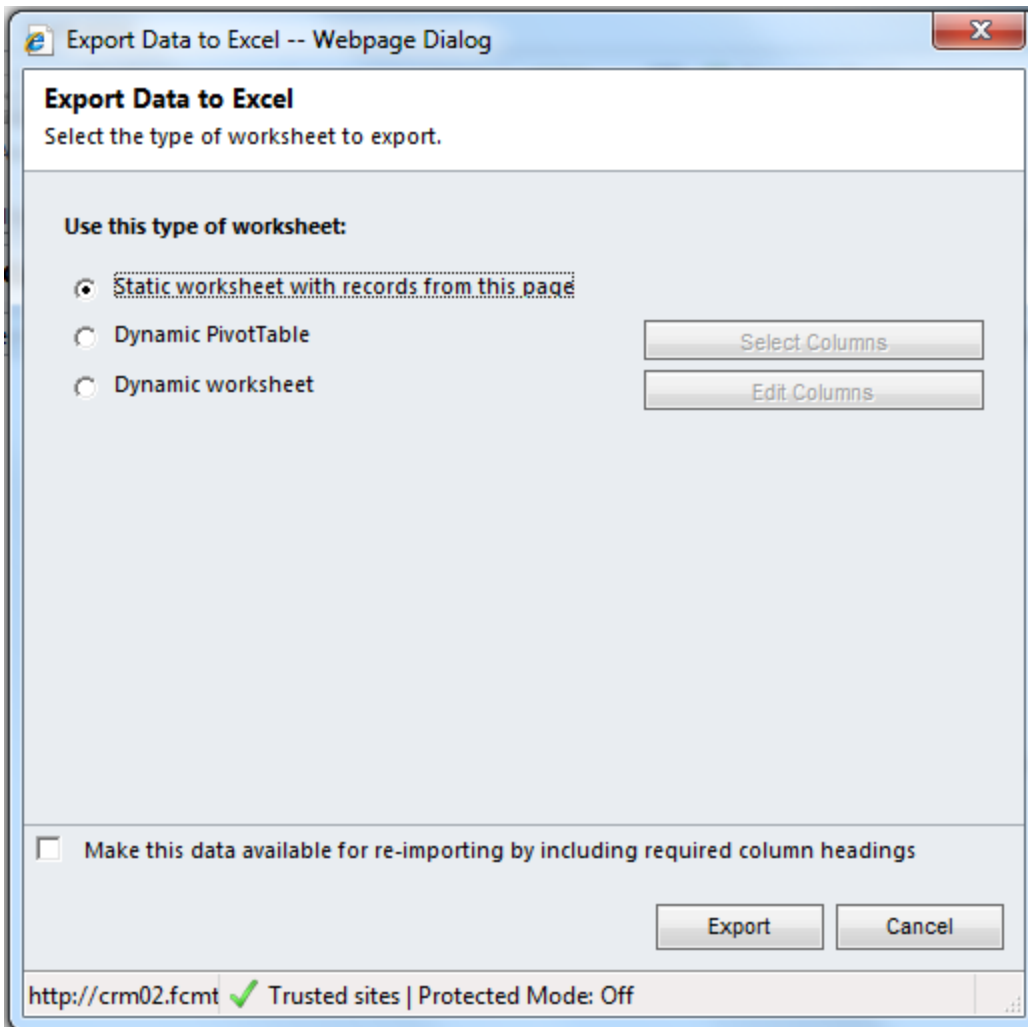 Export Data to Excel -- Webpage Dialog
Export Data to Excel
Select the type of worksheet to export.
Use this type of worksheet:
Static worksheet with records from this page
Dynamic PivotTable
Select Columns
Dynamic worksheet
Edit Columns
Make this data available for re-importing by including required column headings
Export
Cancel
http://crm02.fcmt
Trusted sites | Protected Mode: Off